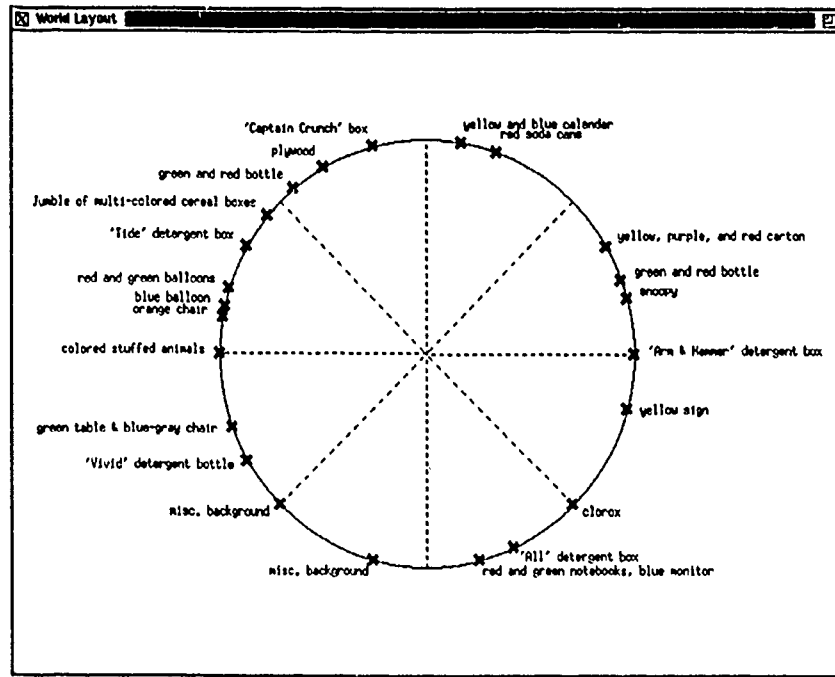 World Layout
yellow and blue calendar
'Captain Crunch' box
red soda cans
plywood
green and red bottle
Jumble of multi-colored cereal boxes
'Tide' detergent box
yellow, purple, and red carton
red and green balloons
green and red bottle
blue balloon
snoopy
orange chair
colored stuffed animals
'Arm & Hammer' detergent box
yellow sign
green table & blue-gray chair
'Vivid' detergent bottle
misc. background
clorox
'All' detergent box
misc. background
red and green notebooks, blue monitor